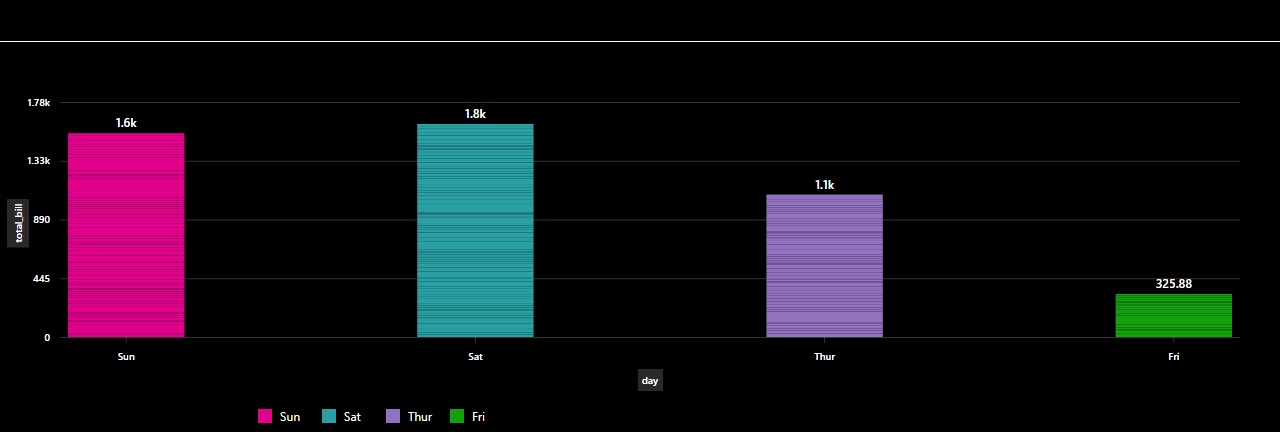 1.78k
1.33k
890
445
0
total_bill
1.6k
1.8k
1.1k
325.88
Sun Sat Thur Fri
day
Sun Sat Thur Fri